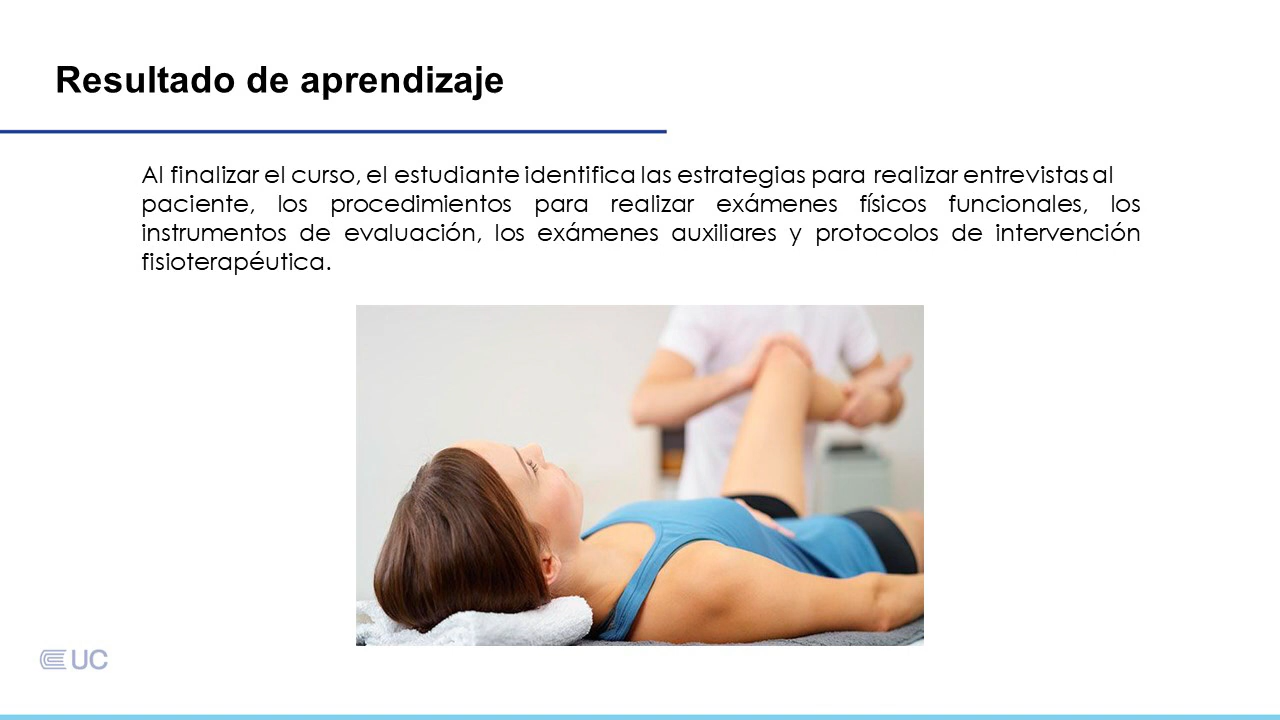 Resultado de aprendizaje
Al finalizar el curso, el estudiante identifica las estrategias para realizar entrevistas al
paciente, los procedimientos para realizar exámenes físicos funcionales, los
instrumentos de evaluación, los exámenes auxiliares y protocolos de intervención
fisioterapéutica.
UC